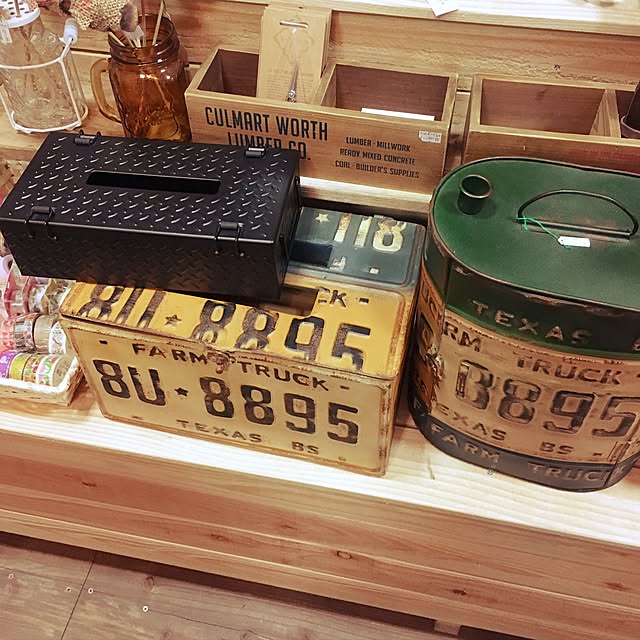 CULMART WORTH
LUMBER CO.
LUMBER · MILLWORK
READY MIXED CONCRETE
COAL · BUILDER'S SUPPLIES
118
CK
8U★8895
FARM TRUCK
8U★8895
TEXAS BS
TEXAS
FARM TRUCK
8895
TEXAS BS
FARM TRUCK